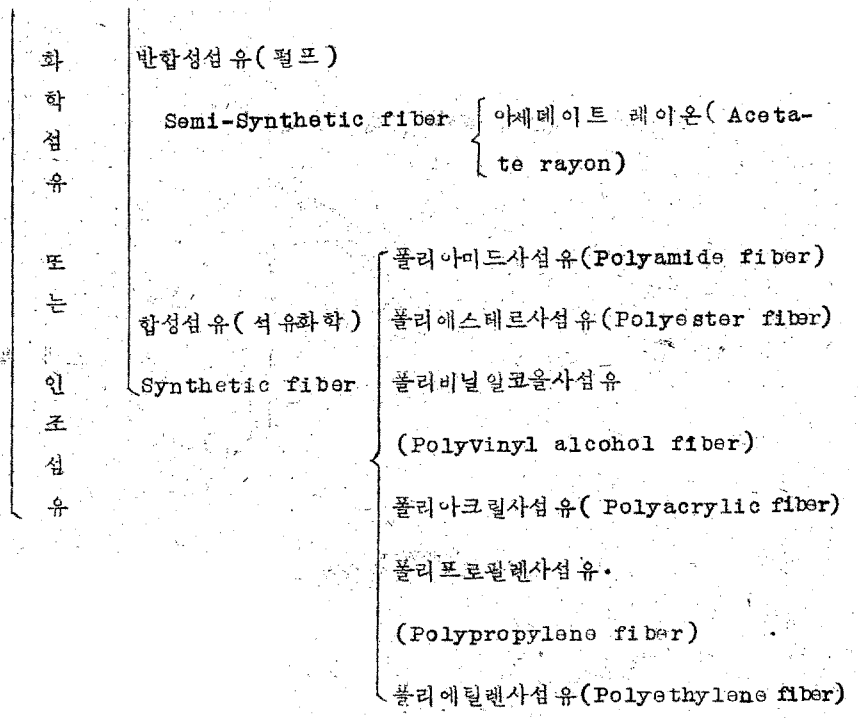 화학섬유 또는 인조섬유
반합성섬유(펄프)
Semi-Synthetic fiber
아세데이트 레이온(Aceta-
te rayon)
합성섬유(석유화학)
Synthetic fiber
폴리아미드사섬유(Polyamide fiber)
폴리에스테르사섬유(Polyester fiber)
폴리비닐알코올사섬유
(PolyVinyl alcohol fiber)
폴리아크릴사섬유(Polyacrylic fiber)
폴리프로필렌사섬유.
(Polypropylene fiber)
폴리에틸렌사섬유(Polyethylene fiber)